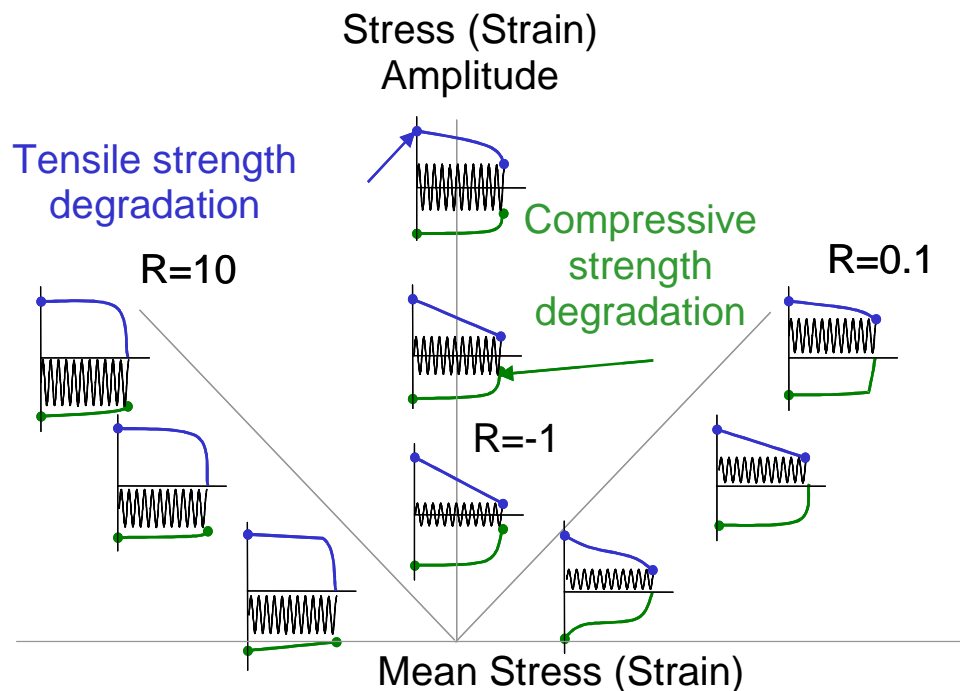 Stress (Strain)
Amplitude
Tensile strength
degradation
Compressive
strength
degradation
R=10
R=0.1
R=-1
Mean Stress (Strain)